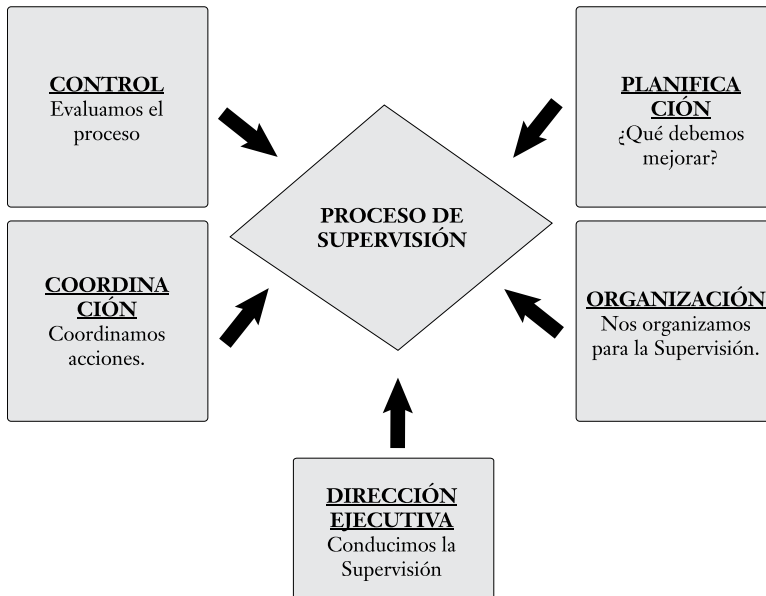 CONTROL
Evaluamos el
proceso
PLANIFICA
CIÓN
¿Qué debemos
mejorar?
PROCESO DE
SUPERVISIÓN
COORDINA
CIÓN
Coordinamos
acciones.
ORGANIZACIÓN
Nos organizamos
para la Supervisión.
DIRECCIÓN
EJECUTIVA
Conducimos la
Supervisión